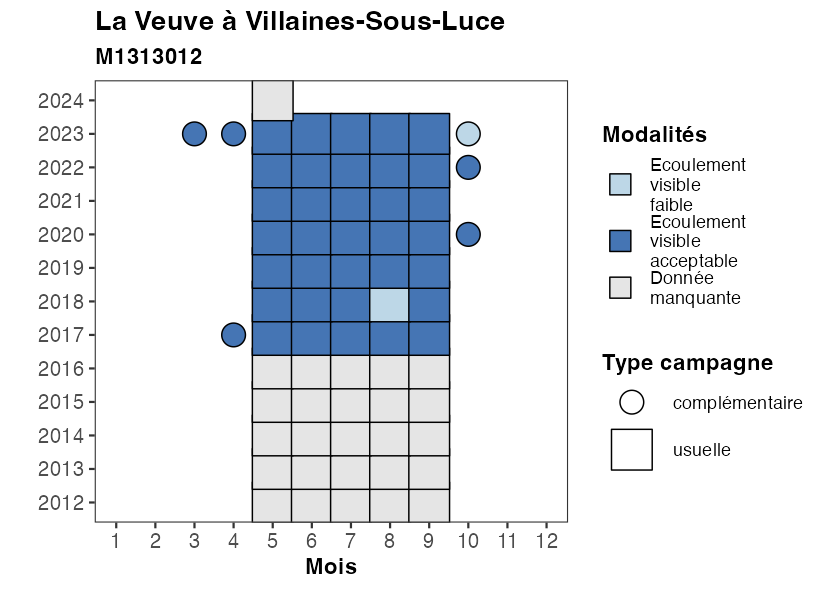 La Veuve à Villaines-Sous-Luce
M1313012
2024
2023
2022
2021
2020
2019
2018
2017
2016
2015
2014
2013
2012
1 2 3 4 5 6 7 8 9 10 11 12
Mois
Modalités
Ecoulement
visible
faible
Ecoulement
visible
acceptable
Donnée
manquante
Type campagne
complémentaire
usuelle